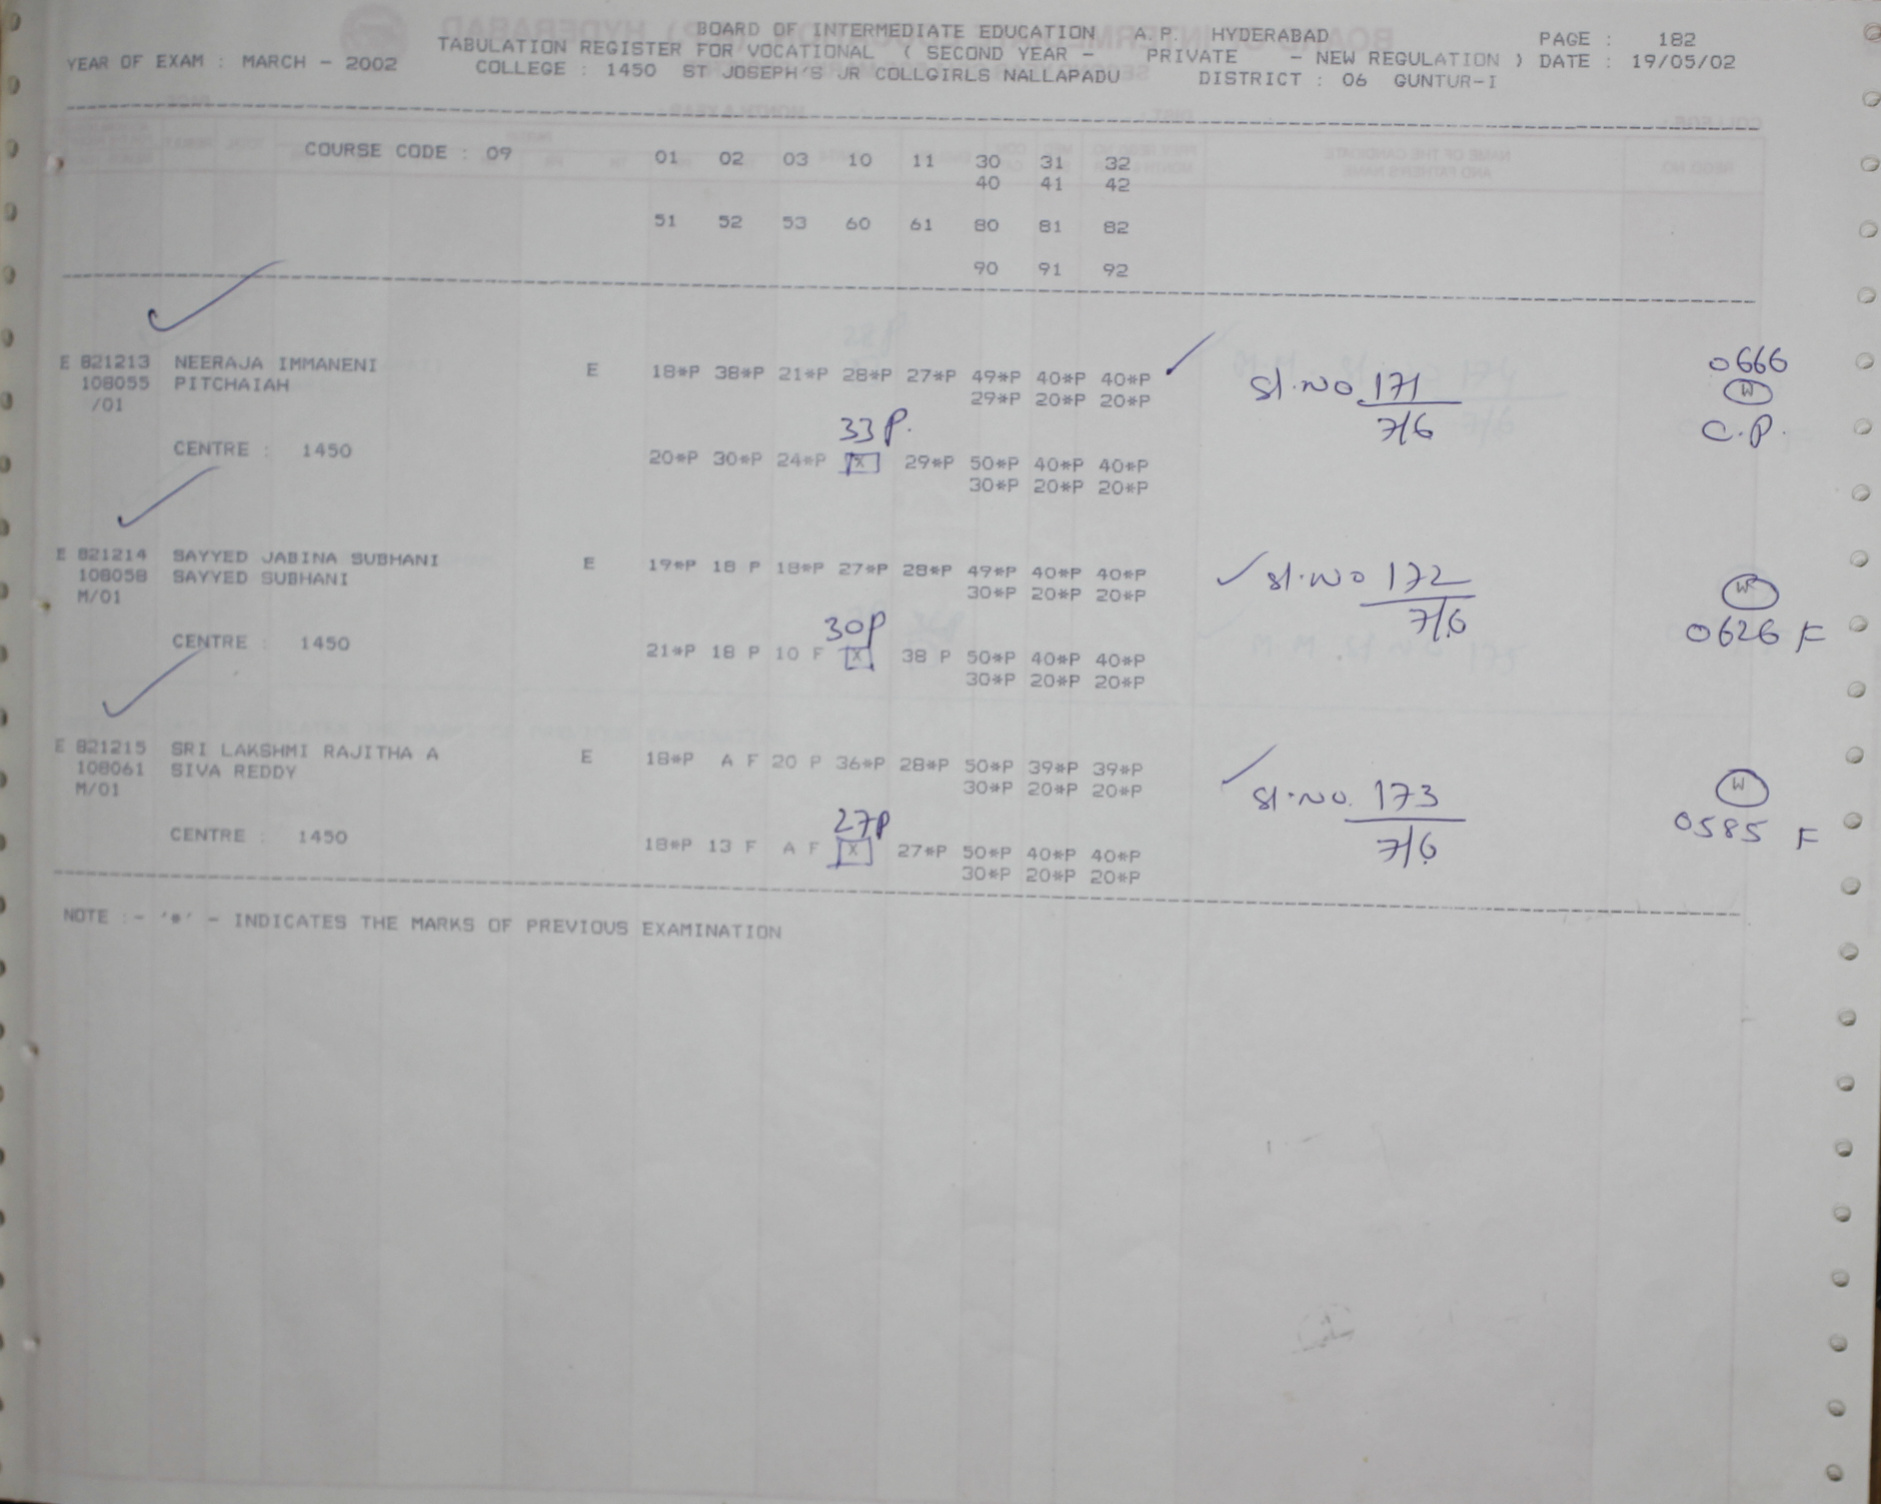 BOARD OF INTERMEDIATE EDUCATION A.P. HYDERABAD
TABULATION REGISTER FOR VOCATIONAL ( SECOND YEAR - PRIVATE - NEW REGULATION ) PAGE : 182
YEAR OF EXAM : MARCH - 2002 COLLEGE : 1450 ST JOSEPH'S JR COLLGIRLS NALLAPADU DISTRICT : 06 GUNTUR-I DATE : 19/05/02
COURSE CODE : 09 01 02 03 10 11 30 31 32
40 41 42
51 52 53 60 61 80 81 82
90 91 92
E 821213 NEERAJA IMMANENI E 18*P 38*P 21*P 28*P 27*P 49*P 40*P 40*P Sl.No. 171 0666
108055 PITCHAIAH 29*P 20*P 20*P 7/6 W
/01 33 P. C.P.
CENTRE : 1450 20*P 30*P 24*P X 29*P 50*P 40*P 40*P
30*P 20*P 20*P
E 821214 SAYYED JABINA SUBHANI E 19*P 18 P 18*P 27*P 28*P 49*P 40*P 40*P Sl.No 172 W
108058 SAYYED SUBHANI 30*P 20*P 20*P 7/6 0626 F
M/01 30P
CENTRE : 1450 21*P 18 P 10 F X 38 P 50*P 40*P 40*P
30*P 20*P 20*P
E 821215 SRI LAKSHMI RAJITHA A E 18*P A F 20 P 36*P 28*P 50*P 39*P 39*P Sl.No. 173 W
108061 SIVA REDDY 30*P 20*P 20*P 7/6 0585 F
M/01 27P
CENTRE : 1450 18*P 13 F A F X 27*P 50*P 40*P 40*P
30*P 20*P 20*P
NOTE :- '*' - INDICATES THE MARKS OF PREVIOUS EXAMINATION